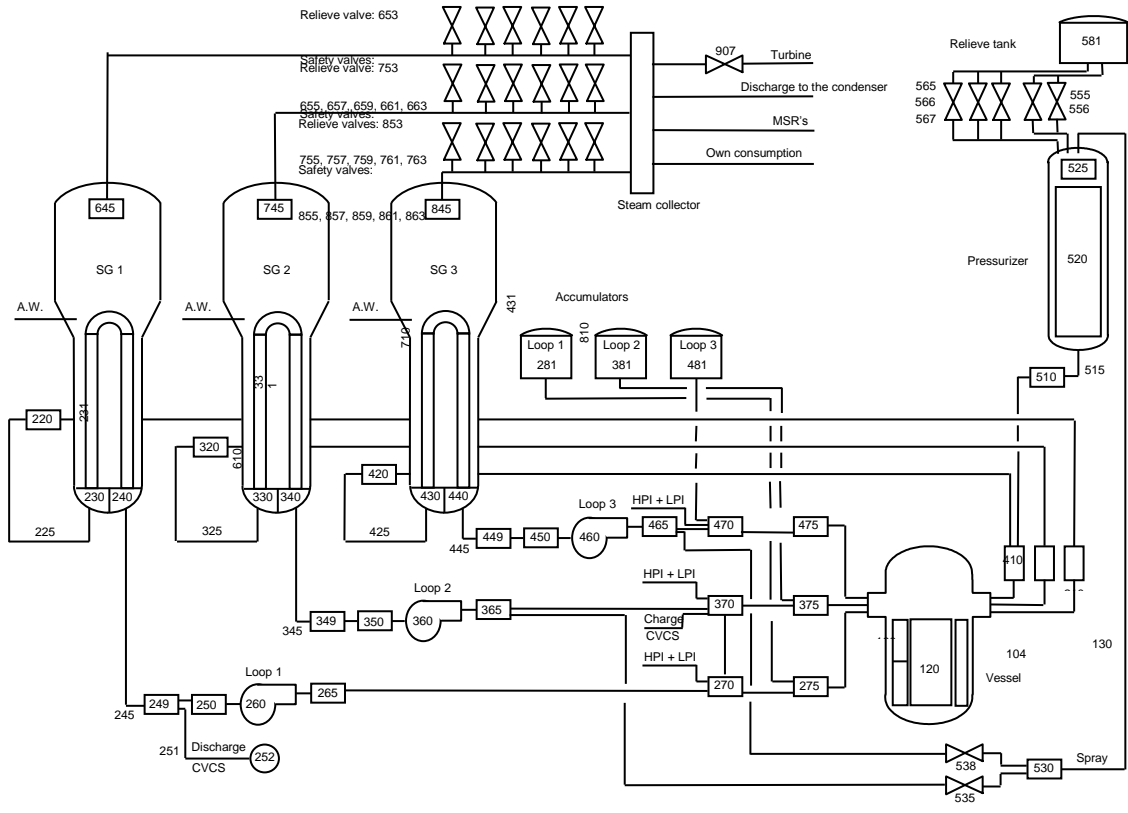 Relieve valve: 653
Safety valves:
Relieve valve: 753
655, 657, 659, 661, 663
Safety valves:
Relieve valves: 853
755, 757, 759, 761, 763
Safety valves:
855, 857, 859, 861, 863
907
Turbine
Discharge to the condenser
MSR's
Own consumption
Steam collector
Relieve tank
581
565
566
567
555
556
525
520
Pressurizer
510
515
645
745
845
SG 1
SG 2
SG 3
A.W.
A.W.
A.W.
431
710
810
Accumulators
Loop 1
281
Loop 2
381
Loop 3
481
231
33
1
610
220
320
420
230
240
330
340
430
440
225
325
425
445
449
450
Loop 3
460
HPI + LPI
465
470
475
410
345
349
350
Loop 2
360
365
HPI + LPI
370
375
Charge
CVCS
HPI + LPI
270
275
245
249
250
Loop 1
260
265
251
Discharge
CVCS
252
120
104
Vessel
130
538
535
530
Spray